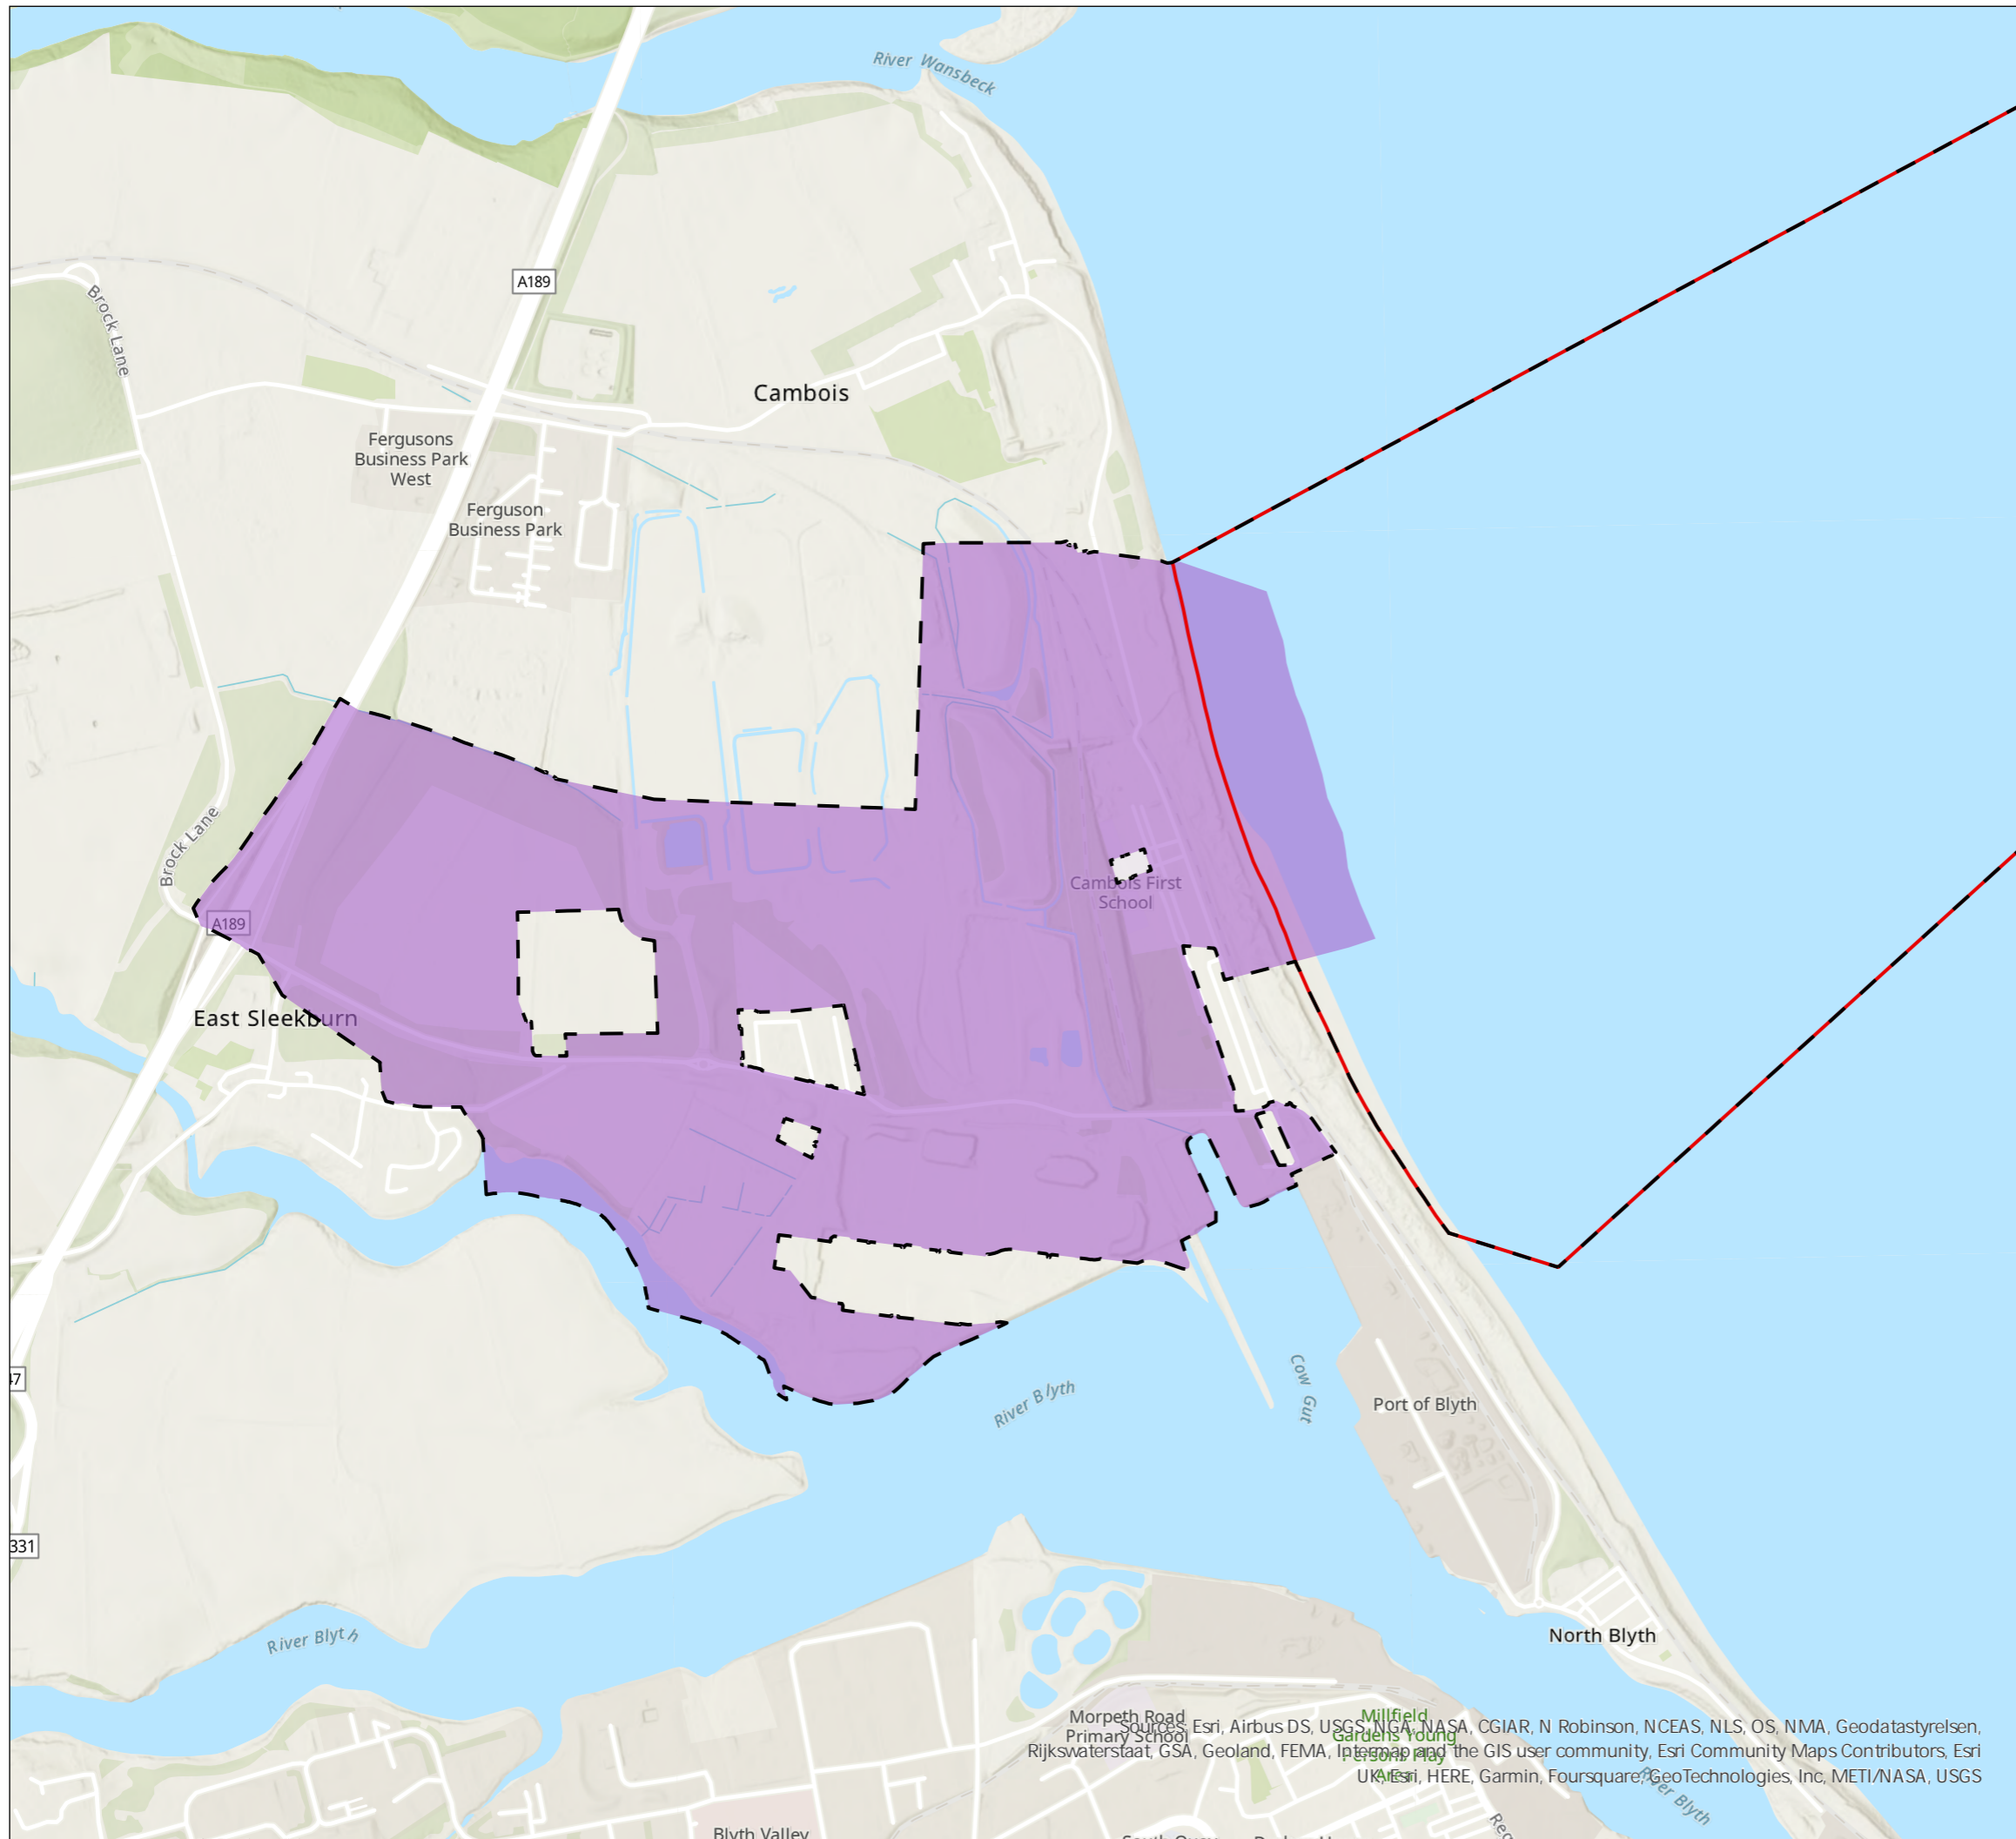 River Wansbeck
A189
Brock Lane
Cambois
Fergusons
Business Park
West
Ferguson
Business Park
Brock Lane
Cambois First
School
A189
East Sleekburn
47
River Blyth
Cow Gut
Port of Blyth
331
River Blyth
North Blyth
Morpeth Road
Primary School
Millfield
Gardens Young
Persons Play
Area
Sources: Esri, Airbus DS, USGS, NGA, NASA, CGIAR, N Robinson, NCEAS, NLS, OS, NMA, Geodatastyrelsen,
Rijkswaterstaat, GSA, Geoland, FEMA, Intermap and the GIS user community, Esri Community Maps Contributors, Esri
UK, Esri, HERE, Garmin, Foursquare, GeoTechnologies, Inc, METI/NASA, USGS
River Blyth
Blyth Valley